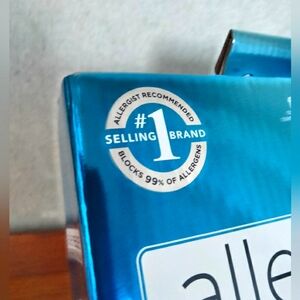 ALLERGIST RECOMMENDED
#1
SELLING BRAND
BLOCKS 99% OF ALLERGENS
alle